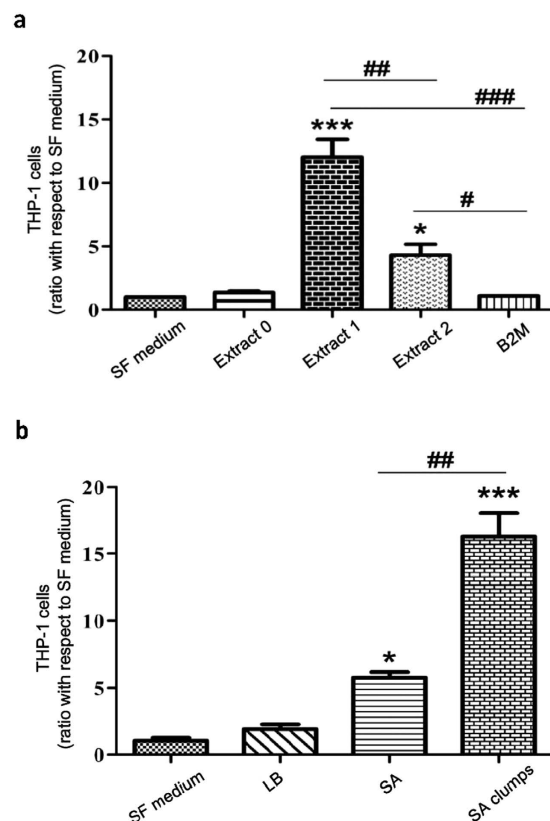 a
THP-1 cells
(ratio with respect to SF medium)
20
15
10
5
0
##
###
***
#
*
SF medium
Extract 0
Extract 1
Extract 2
B2M
b
THP-1 cells
(ratio with respect to SF medium)
20
15
10
5
0
##
***
*
SF medium
LB
SA
SA clumps